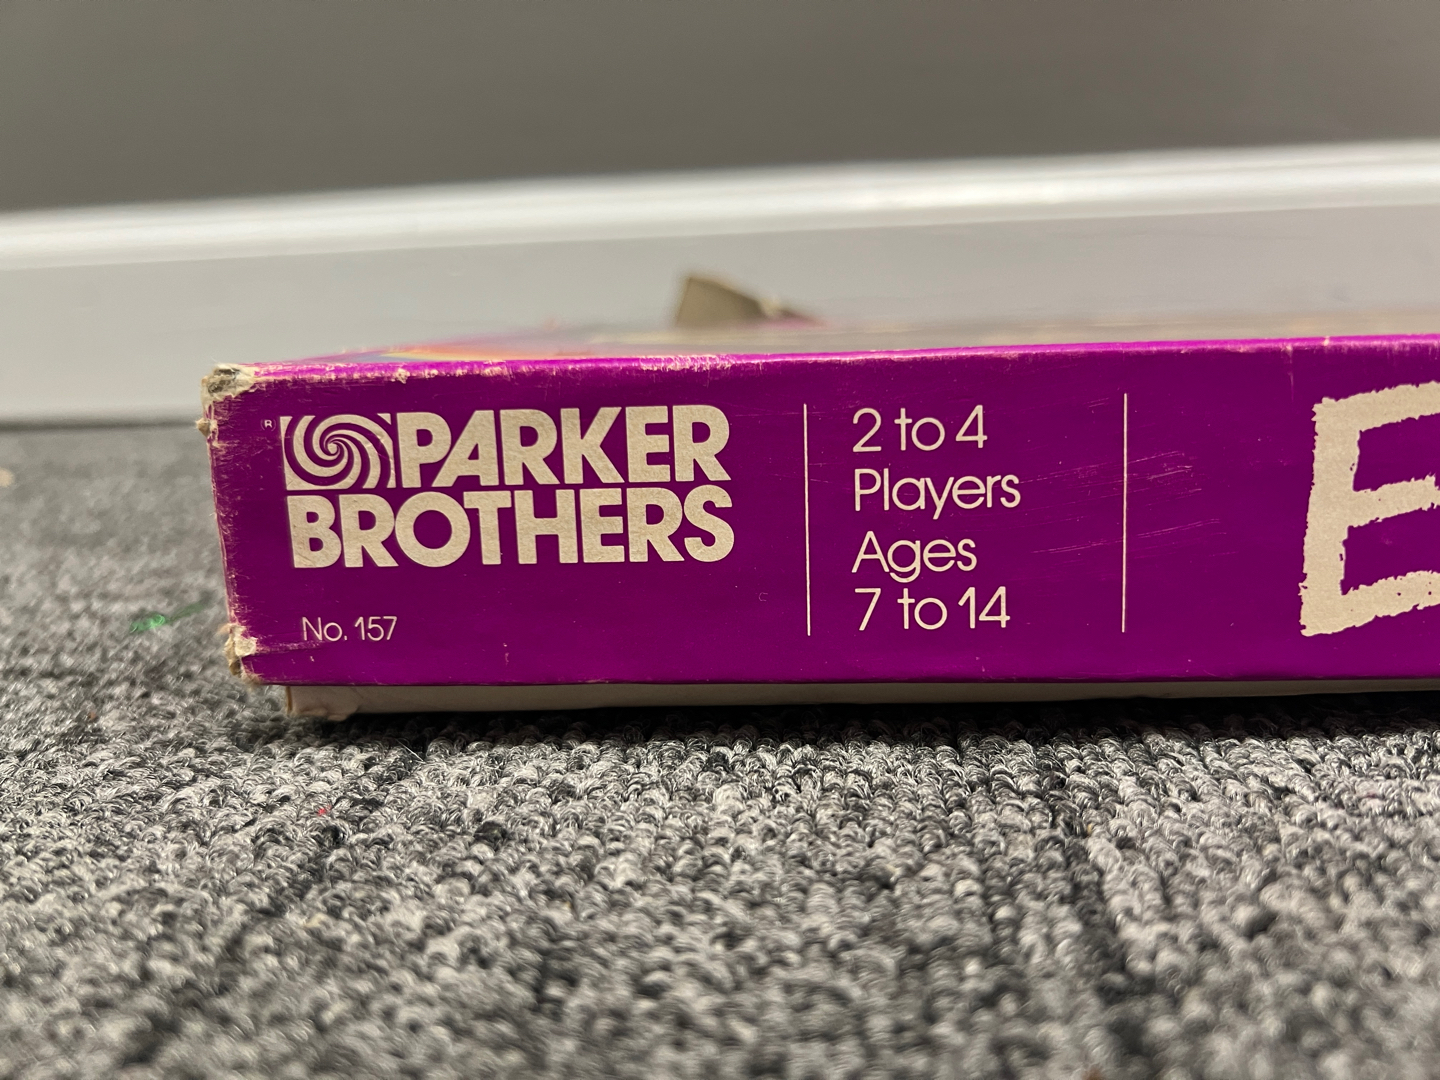 ® PARKER
BROTHERS
No. 157
2 to 4
Players
Ages
7 to 14
E